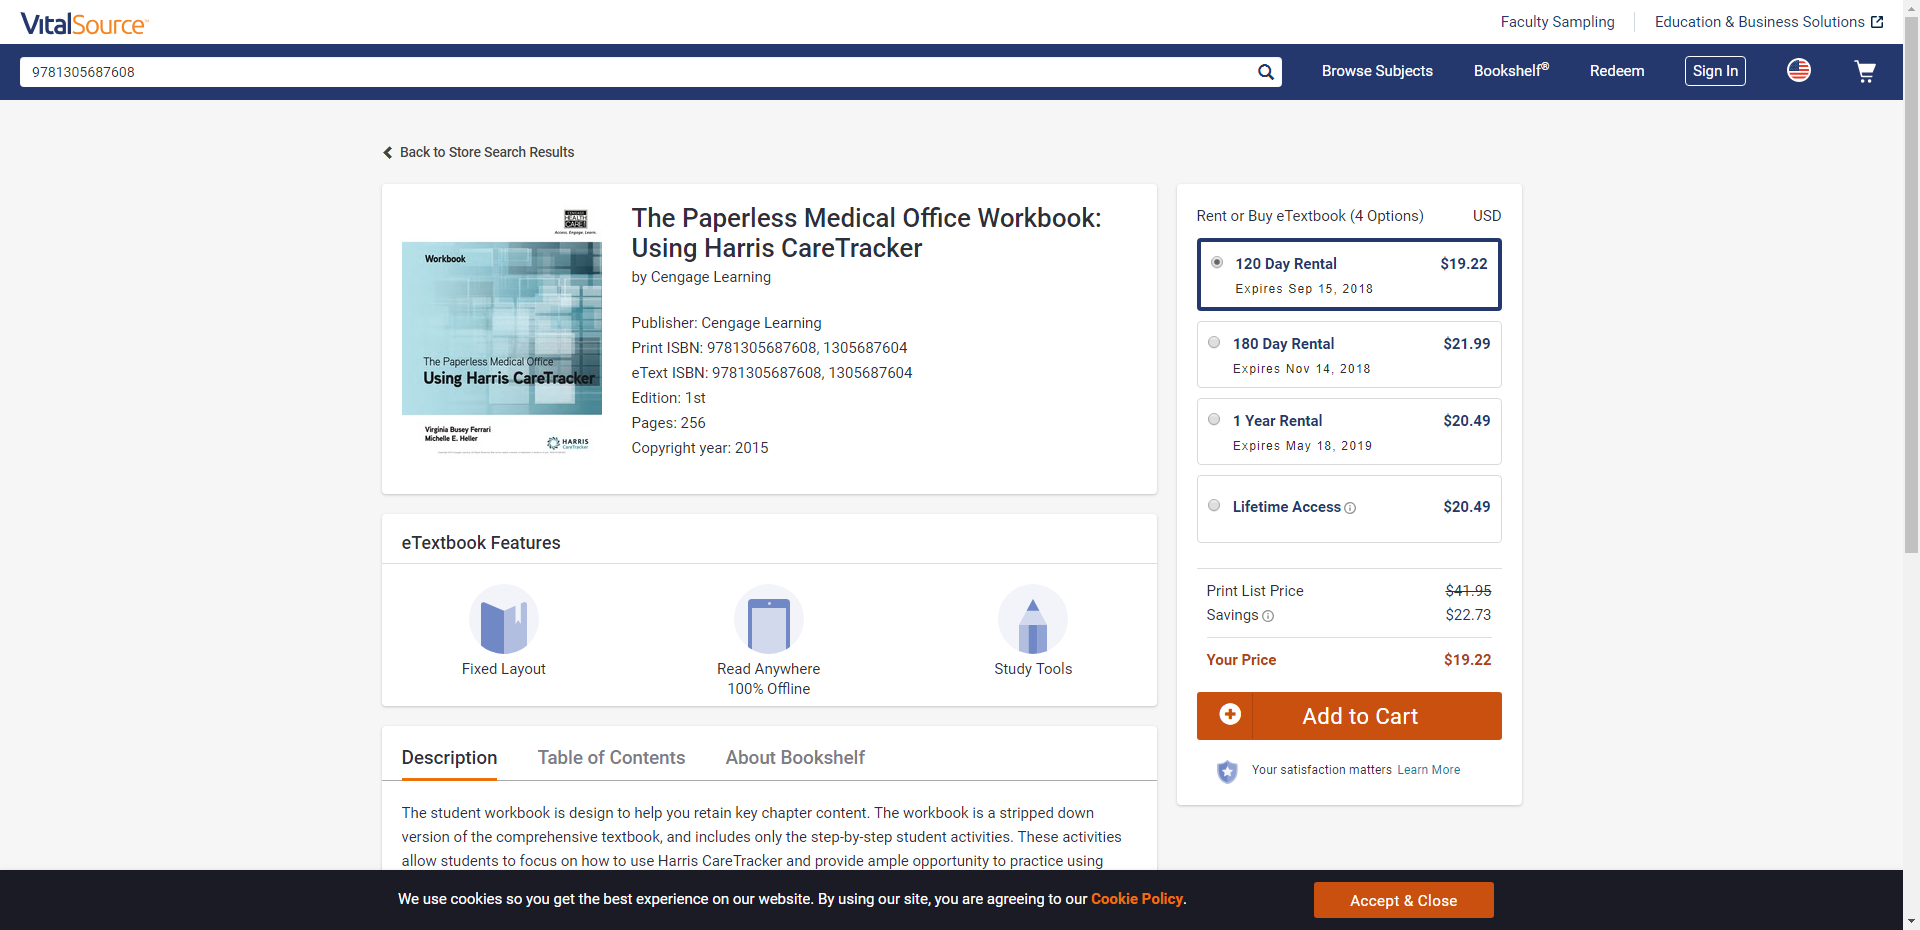 VitalSource™
Faculty Sampling
Education & Business Solutions
9781305687608
Browse Subjects
Bookshelf®
Redeem
Sign In
Back to Store Search Results
CENGAGE
HEALTH
CARE
Access. Engage. Learn.
Workbook
The Paperless Medical Office
Using Harris CareTracker
Virginia Busey Ferrari
Michelle E. Heller
HARRIS
CareTracker
The Paperless Medical Office Workbook:
Using Harris CareTracker
by Cengage Learning
Publisher: Cengage Learning
Print ISBN: 9781305687608, 1305687604
eText ISBN: 9781305687608, 1305687604
Edition: 1st
Pages: 256
Copyright year: 2015
Rent or Buy eTextbook (4 Options) USD
120 Day Rental $19.22
Expires Sep 15, 2018
180 Day Rental $21.99
Expires Nov 14, 2018
1 Year Rental $20.49
Expires May 18, 2019
Lifetime Access $20.49
Print List Price $41.95
Savings $22.73
Your Price $19.22
Add to Cart
Your satisfaction matters Learn More
eTextbook Features
Fixed Layout
Read Anywhere
100% Offline
Study Tools
Description
Table of Contents
About Bookshelf
The student workbook is design to help you retain key chapter content. The workbook is a stripped down
version of the comprehensive textbook, and includes only the step-by-step student activities. These activities
allow students to focus on how to use Harris CareTracker and provide ample opportunity to practice using
We use cookies so you get the best experience on our website. By using our site, you are agreeing to our Cookie Policy.
Accept & Close